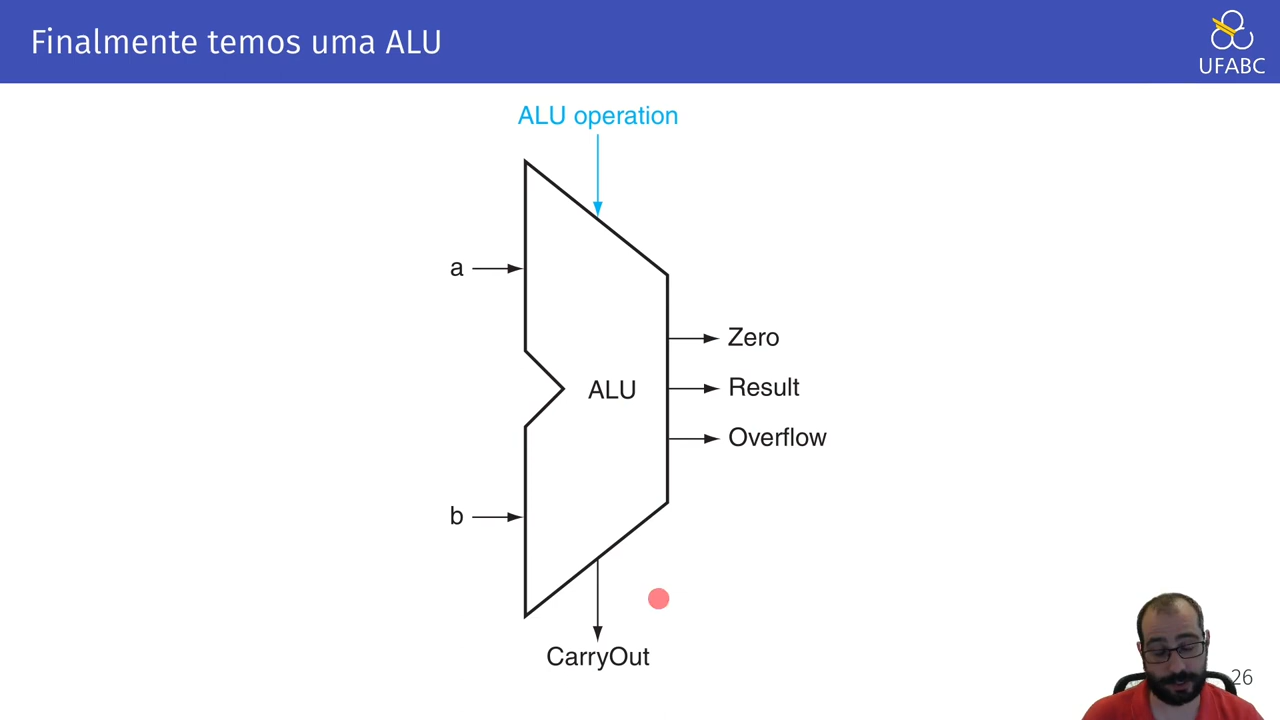 Finalmente temos uma ALU
UFABC
ALU operation
a
Zero
ALU
Result
Overflow
b
CarryOut
26